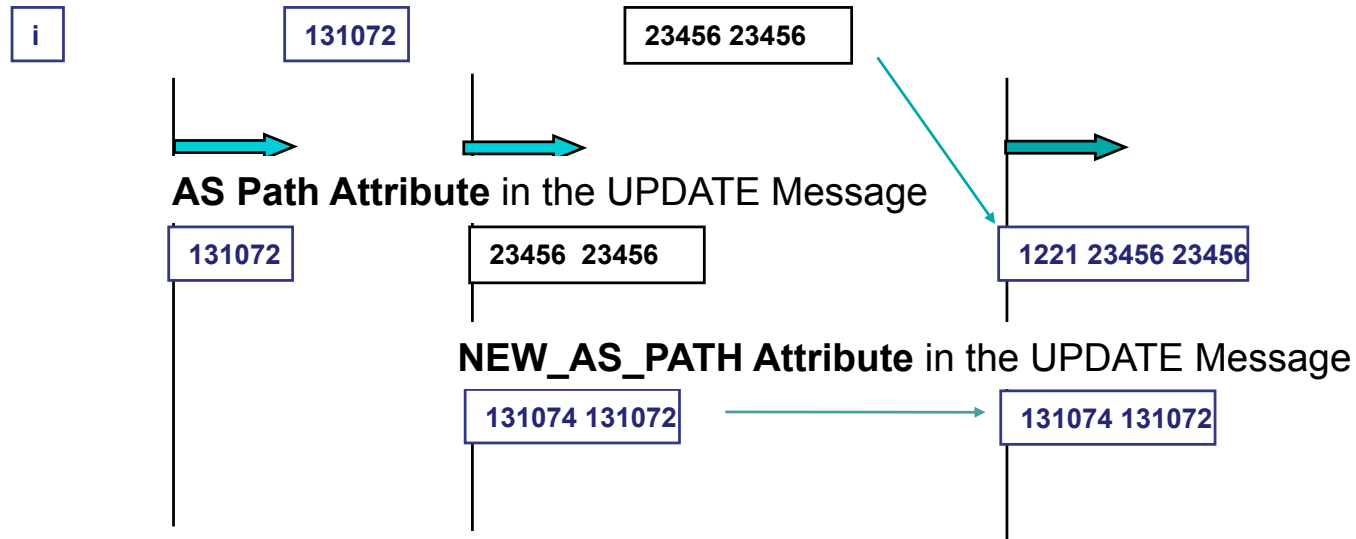 i 131072 23456 23456
AS Path Attribute in the UPDATE Message
131072 23456 23456 1221 23456 23456
NEW_AS_PATH Attribute in the UPDATE Message
131074 131072 131074 131072